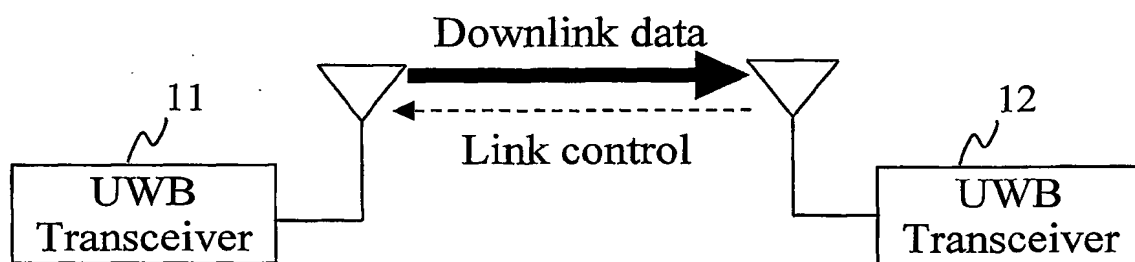 Downlink data
11
12
Link control
UWB
Transceiver
UWB
Transceiver